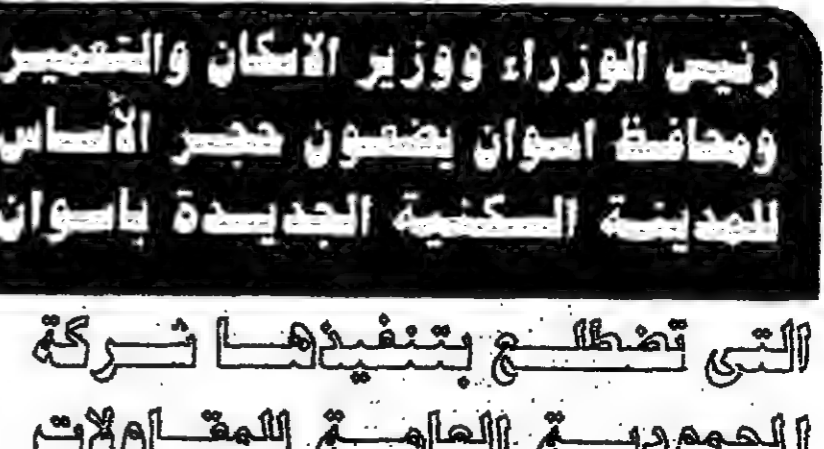 رئيس الوزراء ووزير الاسكان والتعمير
ومحافظ اسوان يضعون حجر الأساس
للمدينة السكنية الجديدة باسوان
التى تضطلع بتنفيذها شركة
العامة للمقاولات